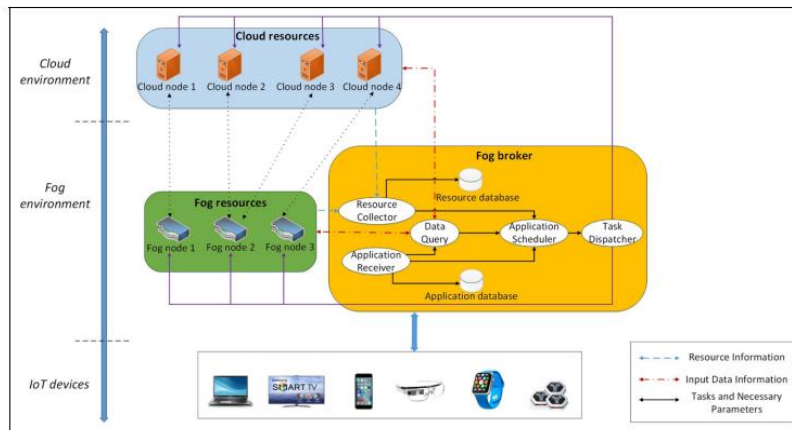 Cloud resources
Cloud
environment
Cloud node 1
Cloud node 2
Cloud node 3
Cloud node 4
Fog
environment
Fog broker
Resource database
Resource
Collector
Fog resources
Fog node 1
Fog node 2
Fog node 3
Data
Query
Application
Scheduler
Task
Dispatcher
Application
Receiver
Application database
IoT devices
SMART TV
Resource Information
Input Data Information
Tasks and Necessary
Parameters